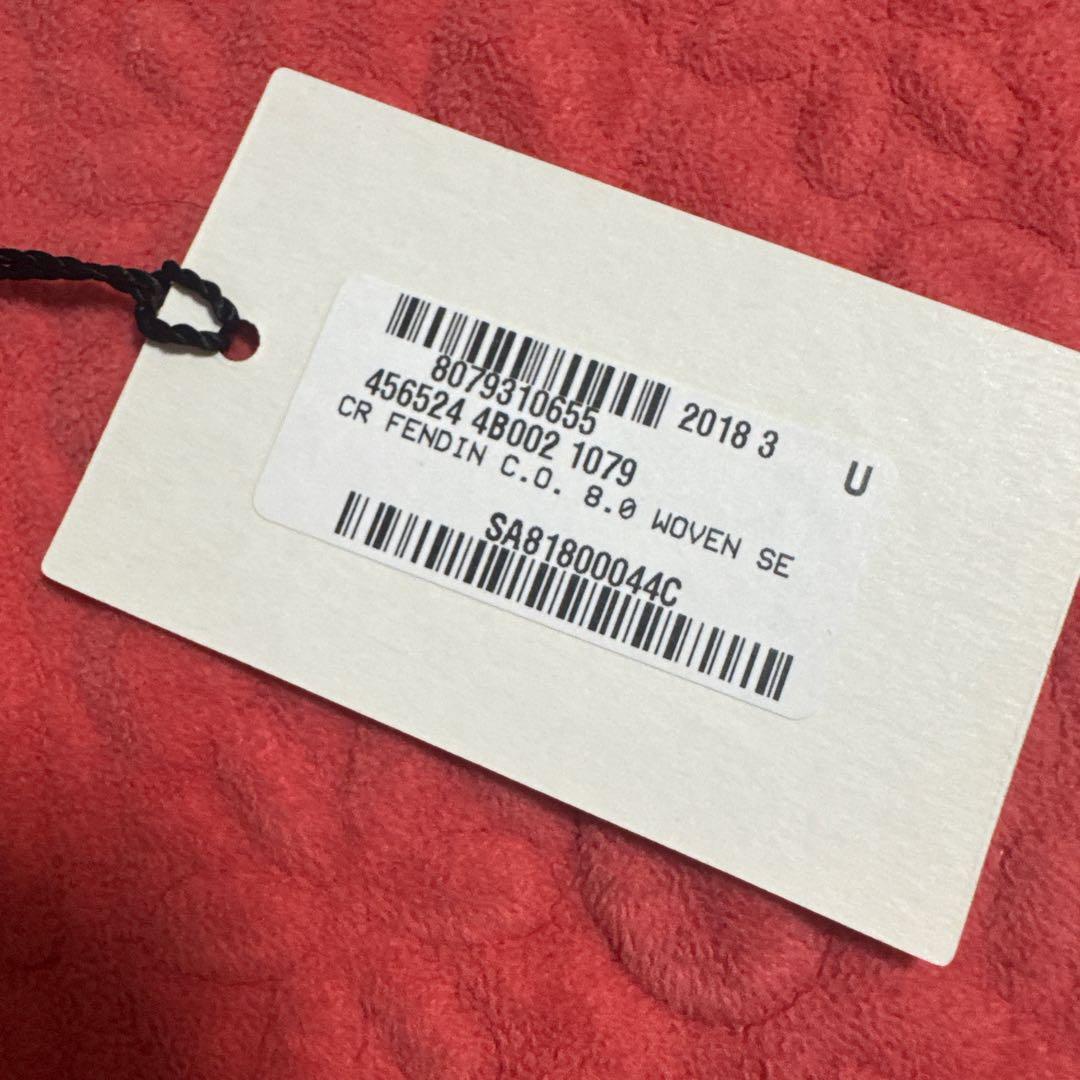 8079310655 2018 3
456524 4B002 1079 U
CR FENDIN C.O. 8.0 WOVEN SE
SA81800044C